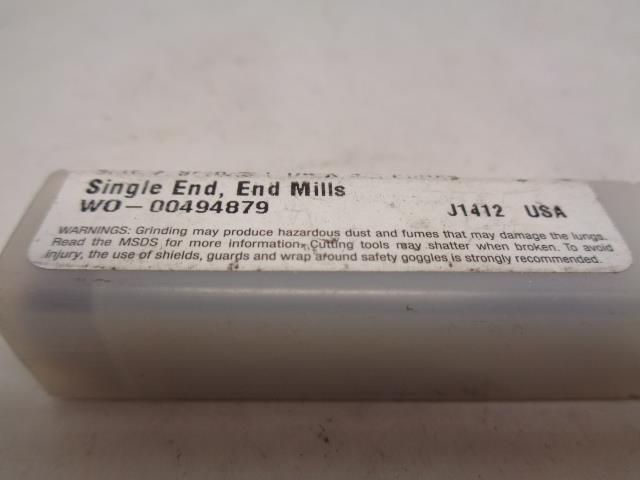 Single End, End Mills
WO-00494879 J1412 USA
WARNINGS: Grinding may produce hazardous dust and fumes that may damage the lungs.
Read the MSDS for more information. Cutting tools may shatter when broken. To avoid
injury, the use of shields, guards and wrap around safety goggles is strongly recommended.